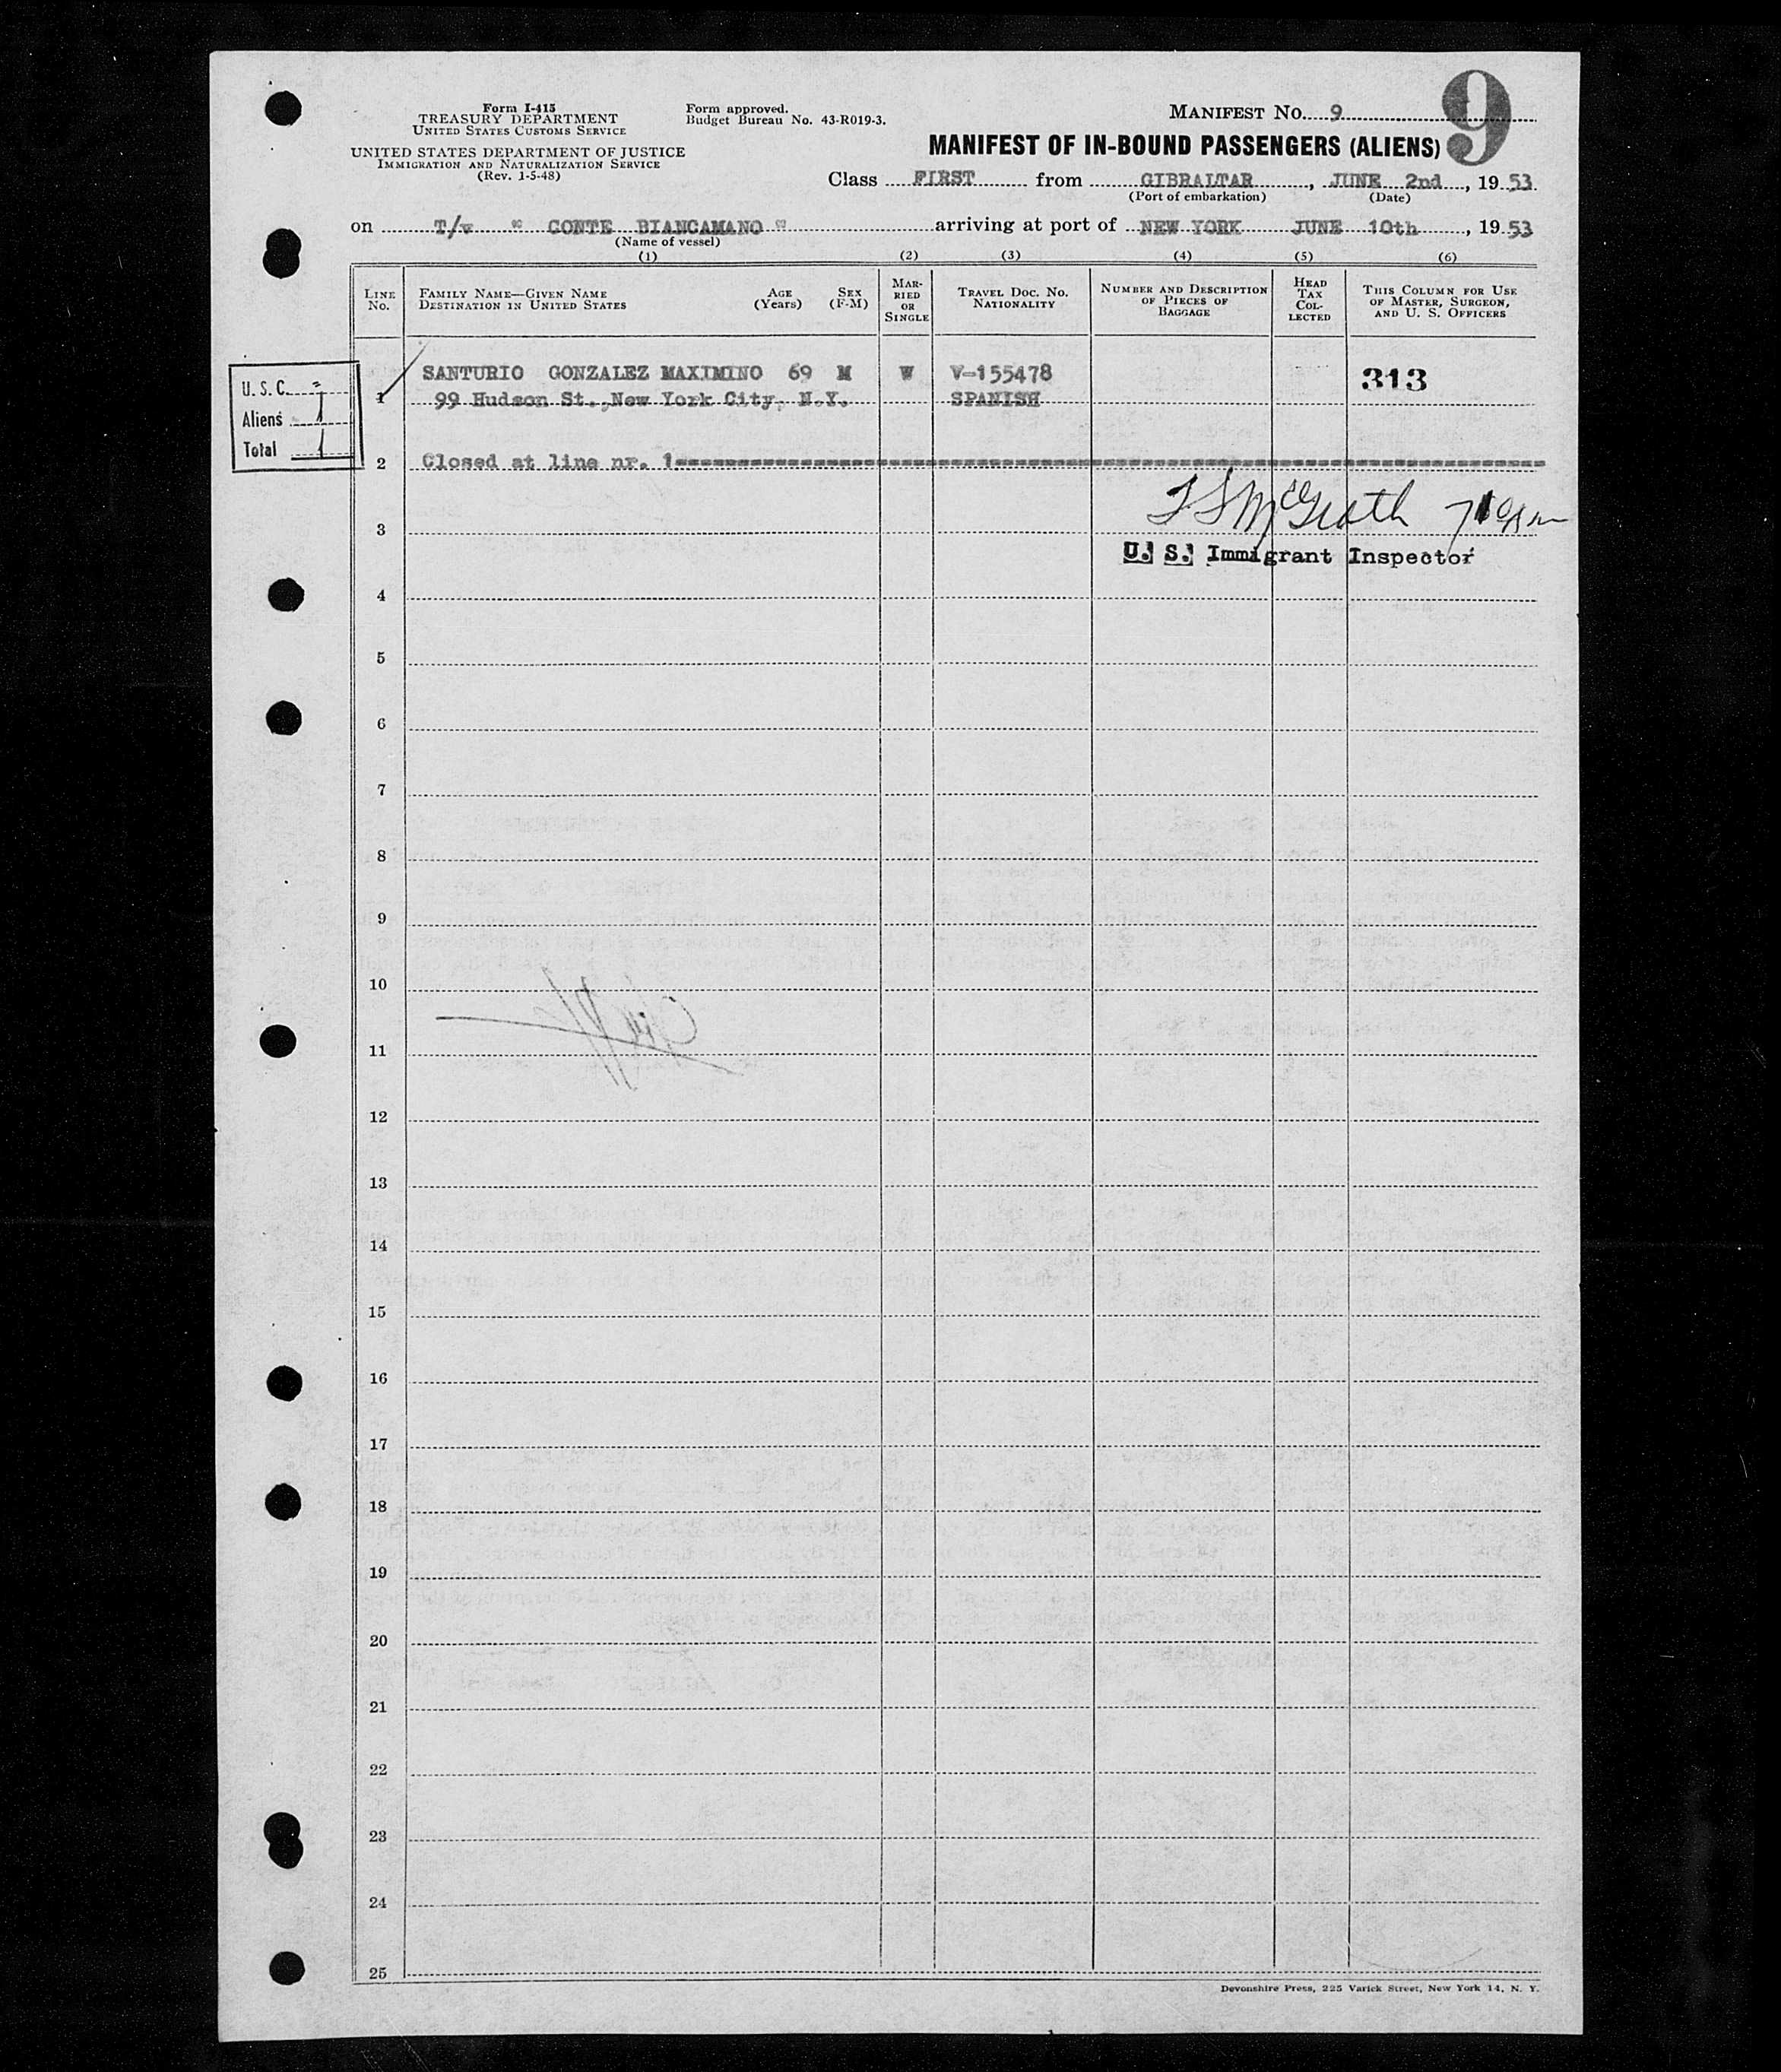 Form I-415
TREASURY DEPARTMENT
UNITED STATES CUSTOMS SERVICE
UNITED STATES DEPARTMENT OF JUSTICE
IMMIGRATION AND NATURALIZATION SERVICE
(Rev. 1-5-48)
Form approved.
Budget Bureau No. 43-R019-3.
MANIFEST No. 9
9
MANIFEST OF IN-BOUND PASSENGERS (ALIENS)
Class FIRST from GIBRALTAR, JUNE 2nd, 19 53
(Port of embarkation) (Date)
on T/v " CONTE BIANCAMANO " arriving at port of NEW YORK JUNE 10th, 19 53
(Name of vessel)
(1) (2) (3) (4) (5) (6)
LINE No.
FAMILY NAME—GIVEN NAME
DESTINATION IN UNITED STATES
AGE (Years)
SEX (F-M)
MARRIED OR SINGLE
TRAVEL DOC. No. NATIONALITY
NUMBER AND DESCRIPTION OF PIECES OF BAGGAGE
HEAD TAX COLLECTED
THIS COLUMN FOR USE OF MASTER, SURGEON, AND U. S. OFFICERS
U. S. C. -
Aliens 1
Total 1
SANTURIO GONZALEZ MAXIMINO 69 M W V-155478 313
1 99 Hudson St.,New York City, N.Y. SPANISH
2 Closed at line nr. 1
McGrath
3
U. S. Immigrant Inspector
4
5
6
7
8
9
10
11
12
13
14
15
16
17
18
19
20
21
22
23
24
25
Devonshire Press, 225 Varick Street, New York 14, N. Y.